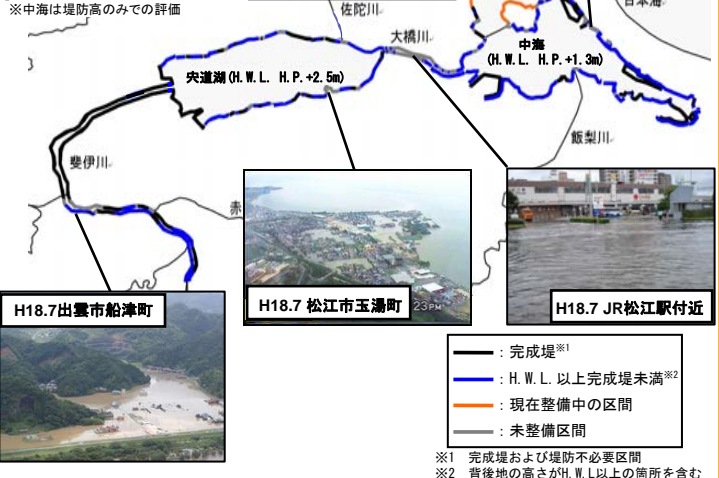 ※中海は堤防高のみでの評価
佐陀川
日本海
大橋川
中海
(H.W.L. H.P.+1.3m)
宍道湖(H.W.L. H.P.+2.5m)
飯梨川
斐伊川
赤
H18.7出雲市船津町
H18.7 松江市玉湯町
23PM
H18.7 JR松江駅付近
：完成堤※1
：H.W.L.以上完成堤未満※2
：現在整備中の区間
：未整備区間
※1 完成堤および堤防不必要区間
※2 背後地の高さがH.W.L以上の箇所を含む